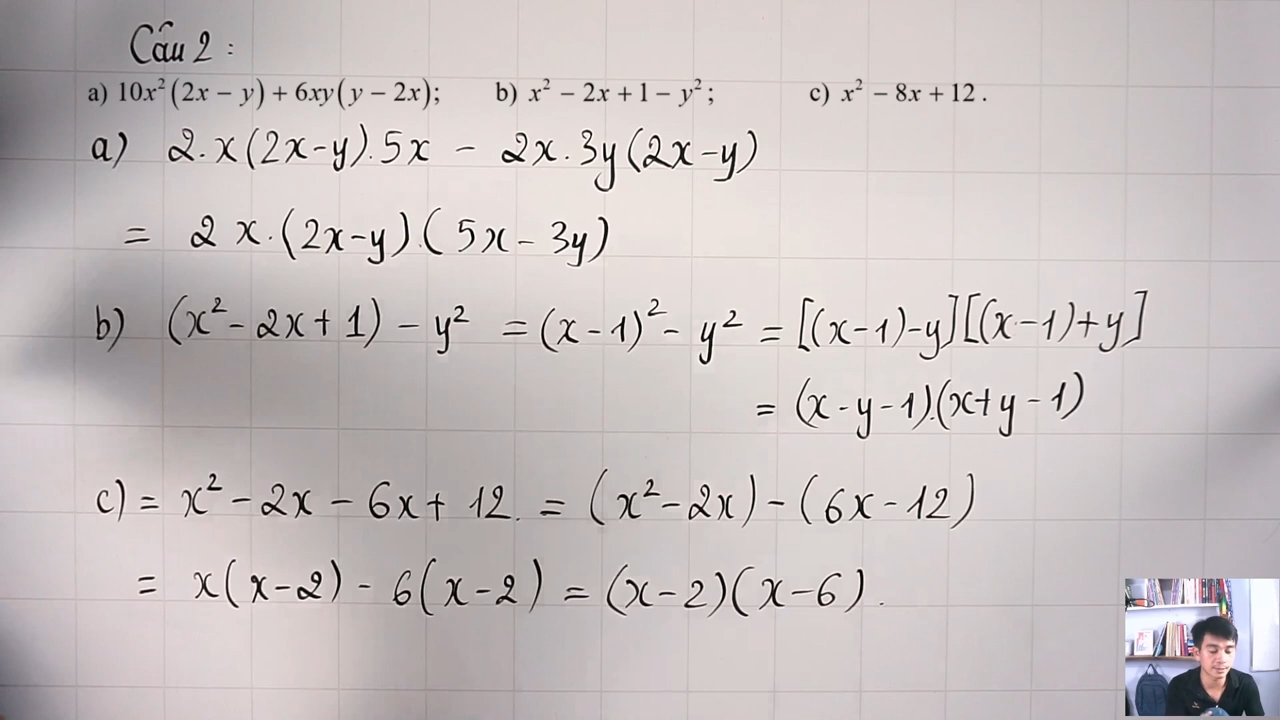 Câu 2 :
a) 10x² (2x − y) + 6xy(y − 2x); b) x² − 2x + 1 − y² ; c) x² − 8x + 12 .
a) 2.x(2x-y).5x - 2x.3y(2x-y)
= 2x.(2x-y).(5x-3y)
b) (x²-2x+1) - y² = (x-1)² - y² = [(x-1)-y][(x-1)+y]
= (x-y-1).(x+y-1)
c) = x² - 2x - 6x + 12. = (x²-2x) - (6x-12)
= x(x-2) - 6(x-2) = (x-2)(x-6).